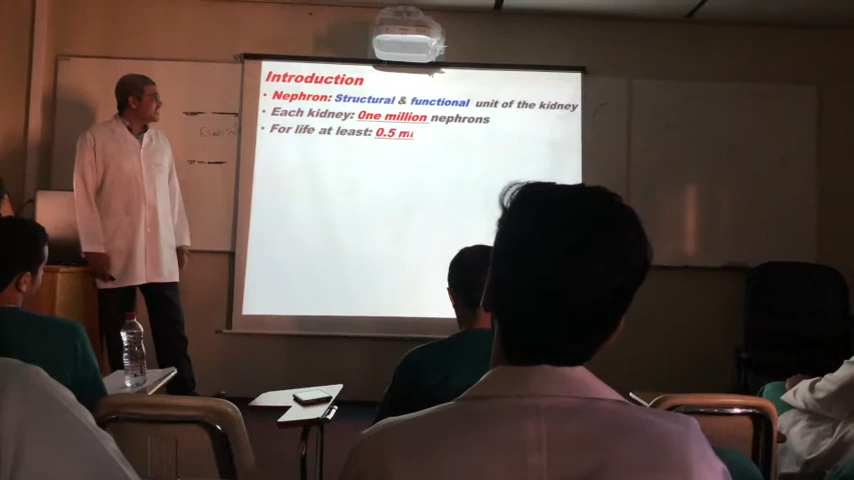 Introduction
• Nephron: Structural & functional unit of the kidney
• Each kidney: One million nephrons
• For life at least: 0.5 mi